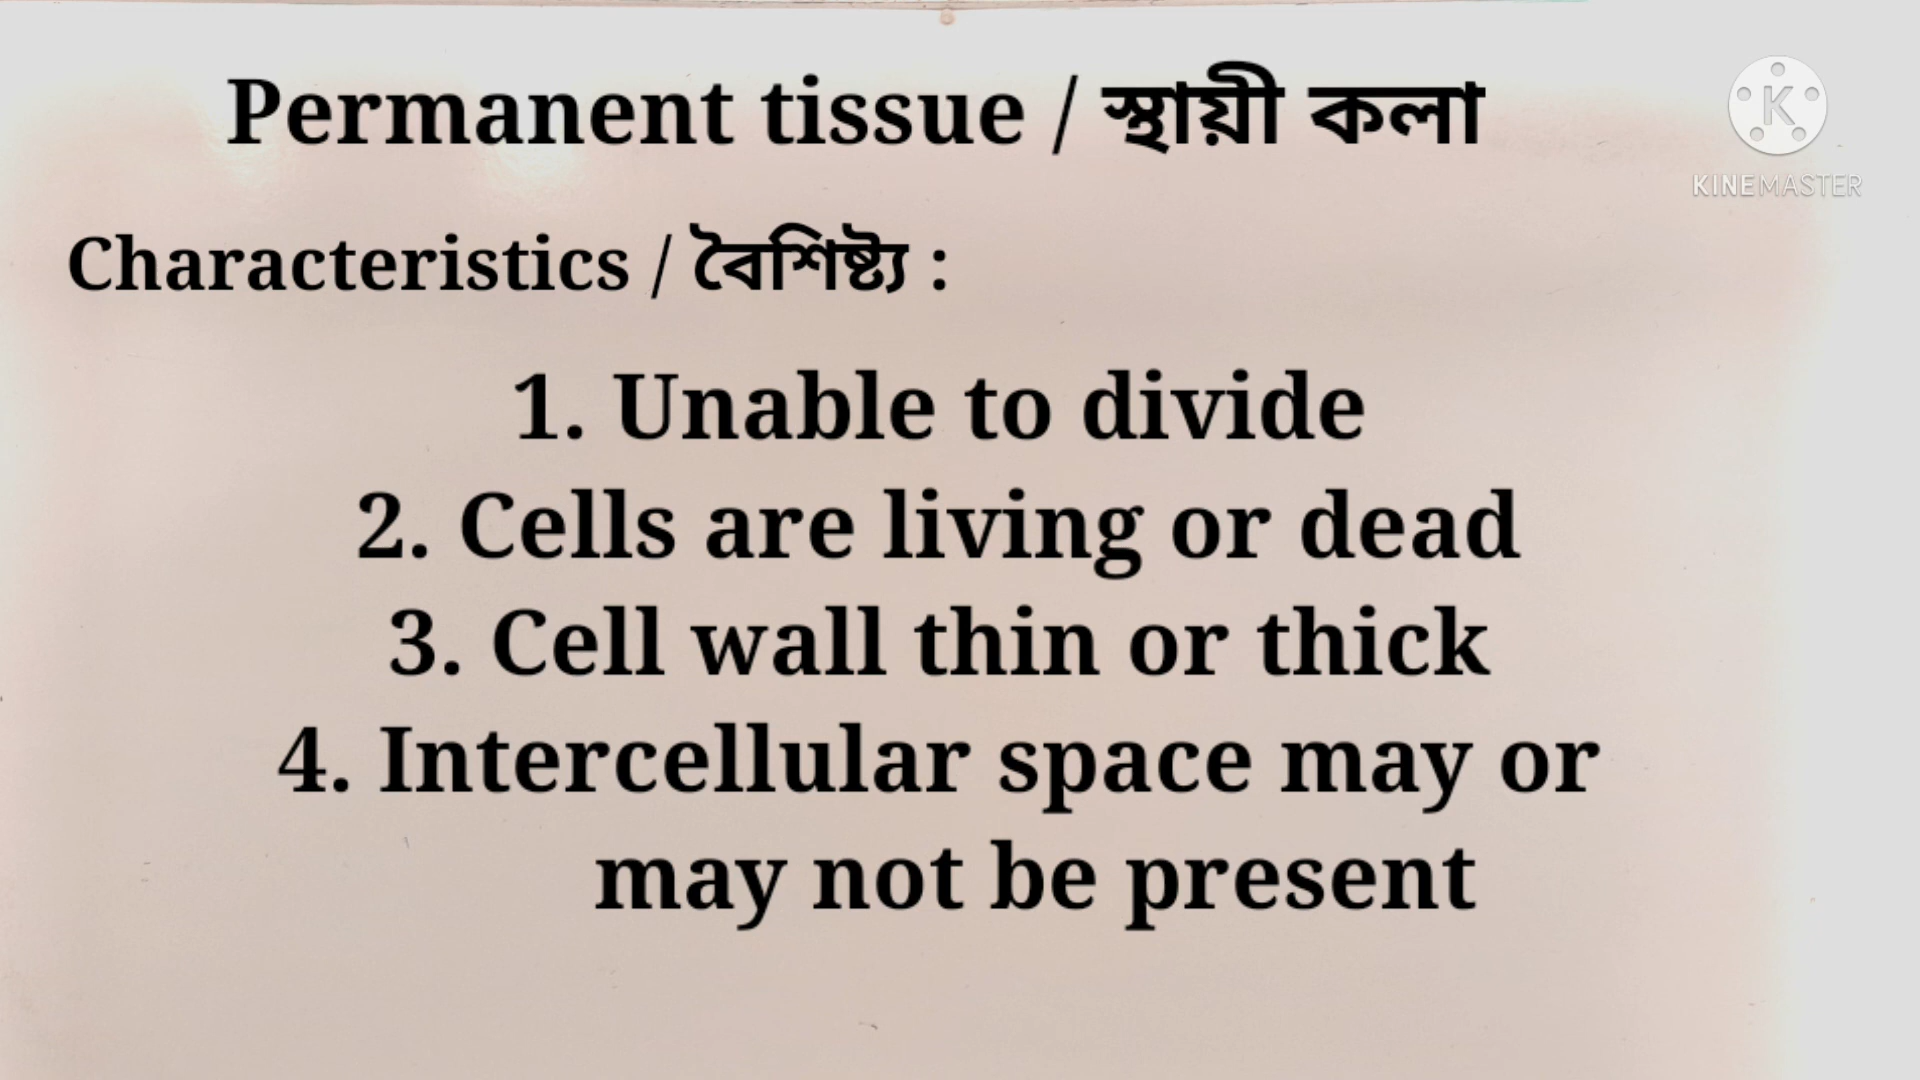 Permanent tissue / স্থায়ী কলা
KINEMASTER
Characteristics / বৈশিষ্ট্য :
1. Unable to divide
2. Cells are living or dead
3. Cell wall thin or thick
4. Intercellular space may or
may not be present